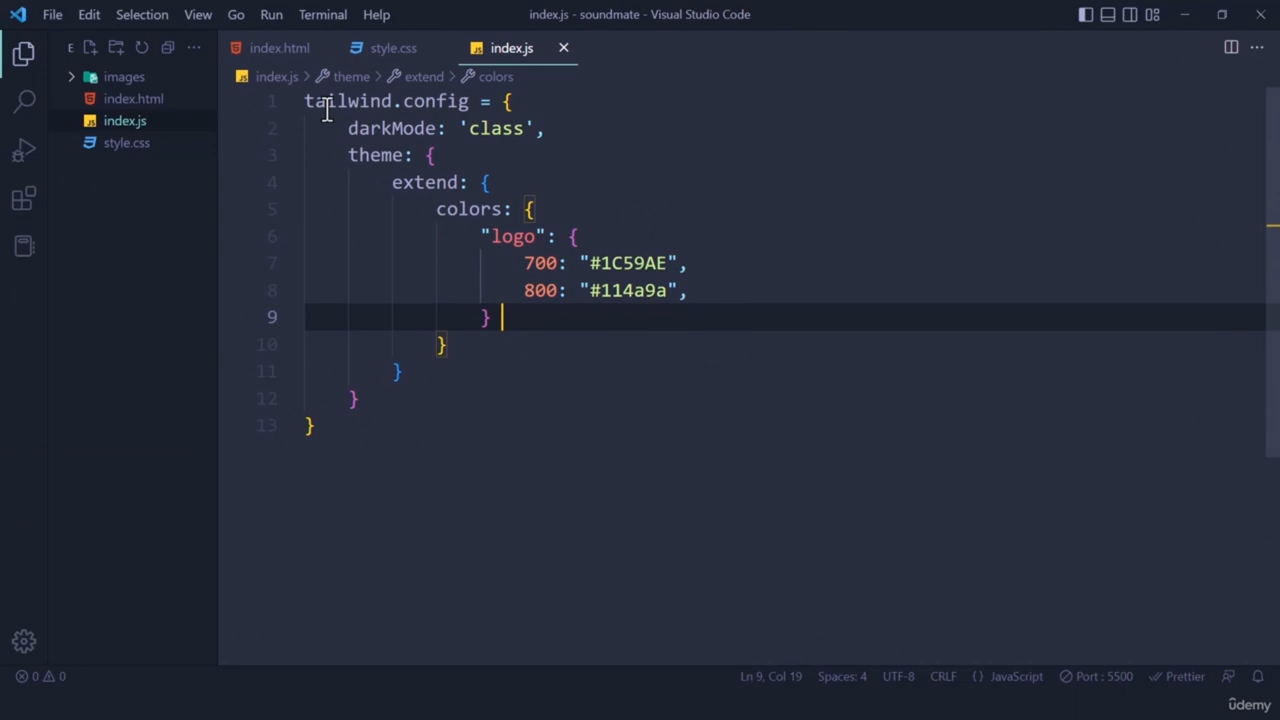 File Edit Selection View Go Run Terminal Help index.js - soundmate - Visual Studio Code
E index.html style.css index.js
images index.js > theme > extend > colors
index.html
index.js
style.css
1 tailwind.config = {
2 darkMode: 'class',
3 theme: {
4 extend: {
5 colors: {
6 "logo": {
7 700: "#1C59AE",
8 800: "#114a9a",
9 }
10 }
11 }
12 }
13 }
0 0 Ln 9, Col 19 Spaces: 4 UTF-8 CRLF {} JavaScript Port : 5500 Prettier
ûdemy